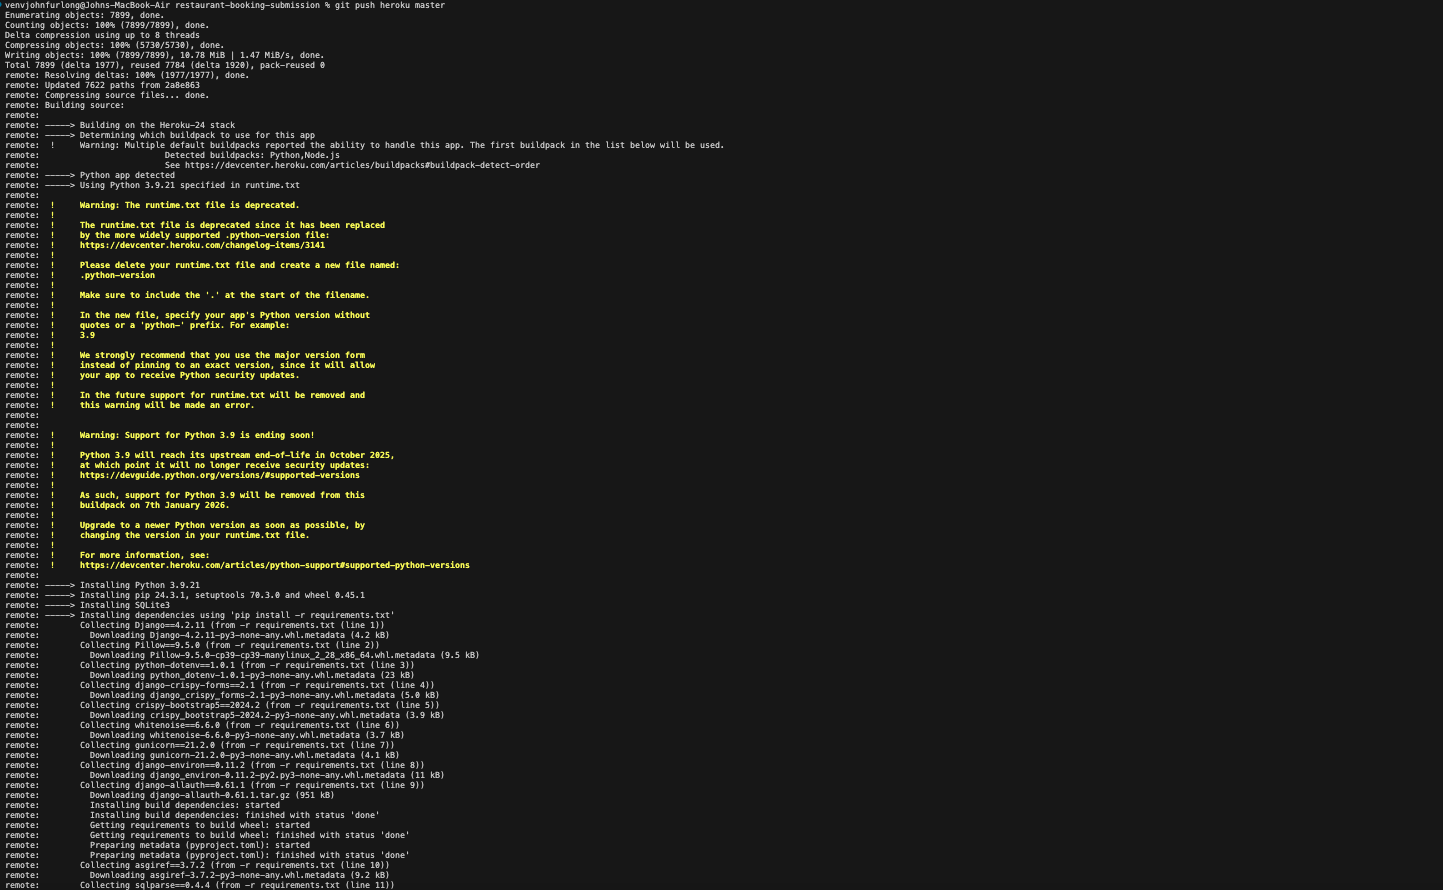 venvjohnfurlong@Johns-MacBook-Air restaurant-booking-submission % git push heroku master
Enumerating objects: 7899, done.
Counting objects: 100% (7899/7899), done.
Delta compression using up to 8 threads
Compressing objects: 100% (5730/5730), done.
Writing objects: 100% (7899/7899), 10.78 MiB | 1.47 MiB/s, done.
Total 7899 (delta 1977), reused 7784 (delta 1920), pack-reused 0
remote: Resolving deltas: 100% (1977/1977), done.
remote: Updated 7622 paths from 2a8e863
remote: Compressing source files... done.
remote: Building source:
remote:
remote: -----> Building on the Heroku-24 stack
remote: -----> Determining which buildpack to use for this app
remote:  !     Warning: Multiple default buildpacks reported the ability to handle this app. The first buildpack in the list below will be used.
remote:                         Detected buildpacks: Python,Node.js
remote:                         See https://devcenter.heroku.com/articles/buildpacks#buildpack-detect-order
remote: -----> Python app detected
remote: -----> Using Python 3.9.21 specified in runtime.txt
remote:
remote:  !     Warning: The runtime.txt file is deprecated.
remote:  !
remote:  !     The runtime.txt file is deprecated since it has been replaced
remote:  !     by the more widely supported .python-version file:
remote:  !     https://devcenter.heroku.com/changelog-items/3141
remote:  !
remote:  !     Please delete your runtime.txt file and create a new file named:
remote:  !     .python-version
remote:  !
remote:  !     Make sure to include the '.' at the start of the filename.
remote:  !
remote:  !     In the new file, specify your app's Python version without
remote:  !     quotes or a 'python-' prefix. For example:
remote:  !     3.9
remote:  !
remote:  !     We strongly recommend that you use the major version form
remote:  !     instead of pinning to an exact version, since it will allow
remote:  !     your app to receive Python security updates.
remote:  !
remote:  !     In the future support for runtime.txt will be removed and
remote:  !     this warning will be made an error.
remote:
remote:
remote:  !     Warning: Support for Python 3.9 is ending soon!
remote:  !
remote:  !     Python 3.9 will reach its upstream end-of-life in October 2025,
remote:  !     at which point it will no longer receive security updates:
remote:  !     https://devguide.python.org/versions/#supported-versions
remote:  !
remote:  !     As such, support for Python 3.9 will be removed from this
remote:  !     buildpack on 7th January 2026.
remote:  !
remote:  !     Upgrade to a newer Python version as soon as possible, by
remote:  !     changing the version in your runtime.txt file.
remote:  !
remote:  !     For more information, see:
remote:  !     https://devcenter.heroku.com/articles/python-support#supported-python-versions
remote:
remote: -----> Installing Python 3.9.21
remote: -----> Installing pip 24.3.1, setuptools 70.3.0 and wheel 0.45.1
remote: -----> Installing SQLite3
remote: -----> Installing dependencies using 'pip install -r requirements.txt'
remote:        Collecting Django==4.2.11 (from -r requirements.txt (line 1))
remote:          Downloading Django-4.2.11-py3-none-any.whl.metadata (4.2 kB)
remote:        Collecting Pillow==9.5.0 (from -r requirements.txt (line 2))
remote:          Downloading Pillow-9.5.0-cp39-cp39-manylinux_2_28_x86_64.whl.metadata (9.5 kB)
remote:        Collecting python-dotenv==1.0.1 (from -r requirements.txt (line 3))
remote:          Downloading python_dotenv-1.0.1-py3-none-any.whl.metadata (23 kB)
remote:        Collecting django-crispy-forms==2.1 (from -r requirements.txt (line 4))
remote:          Downloading django_crispy_forms-2.1-py3-none-any.whl.metadata (5.0 kB)
remote:        Collecting crispy-bootstrap5==2024.2 (from -r requirements.txt (line 5))
remote:          Downloading crispy_bootstrap5-2024.2-py3-none-any.whl.metadata (3.9 kB)
remote:        Collecting whitenoise==6.6.0 (from -r requirements.txt (line 6))
remote:          Downloading whitenoise-6.6.0-py3-none-any.whl.metadata (3.7 kB)
remote:        Collecting gunicorn==21.2.0 (from -r requirements.txt (line 7))
remote:          Downloading gunicorn-21.2.0-py3-none-any.whl.metadata (4.1 kB)
remote:        Collecting django-environ==0.11.2 (from -r requirements.txt (line 8))
remote:          Downloading django_environ-0.11.2-py2.py3-none-any.whl.metadata (11 kB)
remote:        Collecting django-allauth==0.61.1 (from -r requirements.txt (line 9))
remote:          Downloading django-allauth-0.61.1.tar.gz (951 kB)
remote:          Installing build dependencies: started
remote:          Installing build dependencies: finished with status 'done'
remote:          Getting requirements to build wheel: started
remote:          Getting requirements to build wheel: finished with status 'done'
remote:          Preparing metadata (pyproject.toml): started
remote:          Preparing metadata (pyproject.toml): finished with status 'done'
remote:        Collecting asgiref==3.7.2 (from -r requirements.txt (line 10))
remote:          Downloading asgiref-3.7.2-py3-none-any.whl.metadata (9.2 kB)
remote:        Collecting sqlparse==0.4.4 (from -r requirements.txt (line 11))